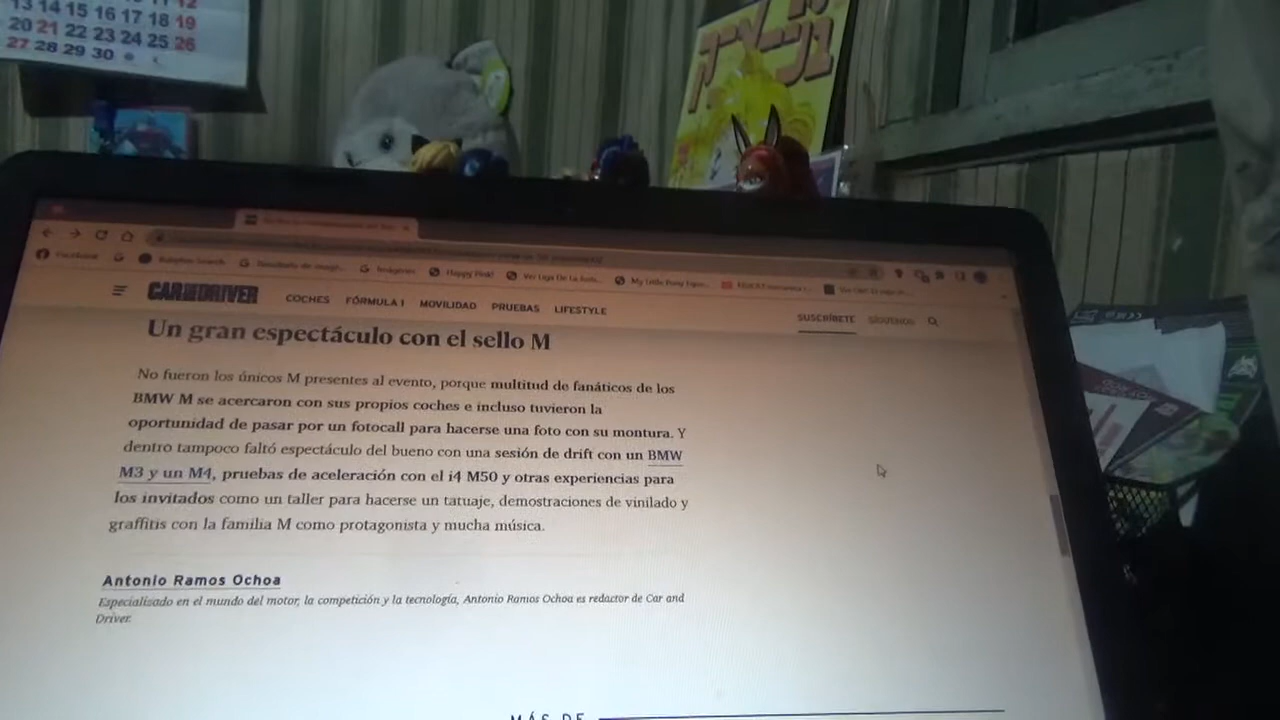 13 14 15 16 17 18 19
20 21 22 23 24 25 26
27 28 29 30
Facebook
Happy Pink!
Imágenes
CAR AND DRIVER
COCHES FÓRMULA 1 MOVILIDAD PRUEBAS LIFESTYLE
SUSCRÍBETE SÍGUENOS
Un gran espectáculo con el sello M
No fueron los únicos M presentes al evento, porque multitud de fanáticos de los
BMW M se acercaron con sus propios coches e incluso tuvieron la
oportunidad de pasar por un fotocall para hacerse una foto con su montura. Y
dentro tampoco faltó espectáculo del bueno con una sesión de drift con un BMW
M3 y un M4, pruebas de aceleración con el i4 M50 y otras experiencias para
los invitados como un taller para hacerse un tatuaje, demostraciones de vinilado y
graffitis con la familia M como protagonista y mucha música.
Antonio Ramos Ochoa
Especialisado en el mundo del motor, la competición y la tecnología, Antonio Ramos Ochoa es redactor de Car and
Driver.
MÁS DE